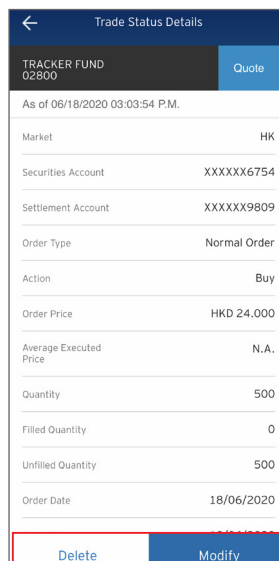 Trade Status Details
TRACKER FUND
02800
Quote
As of 06/18/2020 03:03:54 P.M.
Market HK
Securities Account XXXXXX6754
Settlement Account XXXXXX9809
Order Type Normal Order
Action Buy
Order Price HKD 24.000
Average Executed
Price N.A.
Quantity 500
Filled Quantity 0
Unfilled Quantity 500
Order Date 18/06/2020
Delete Modify